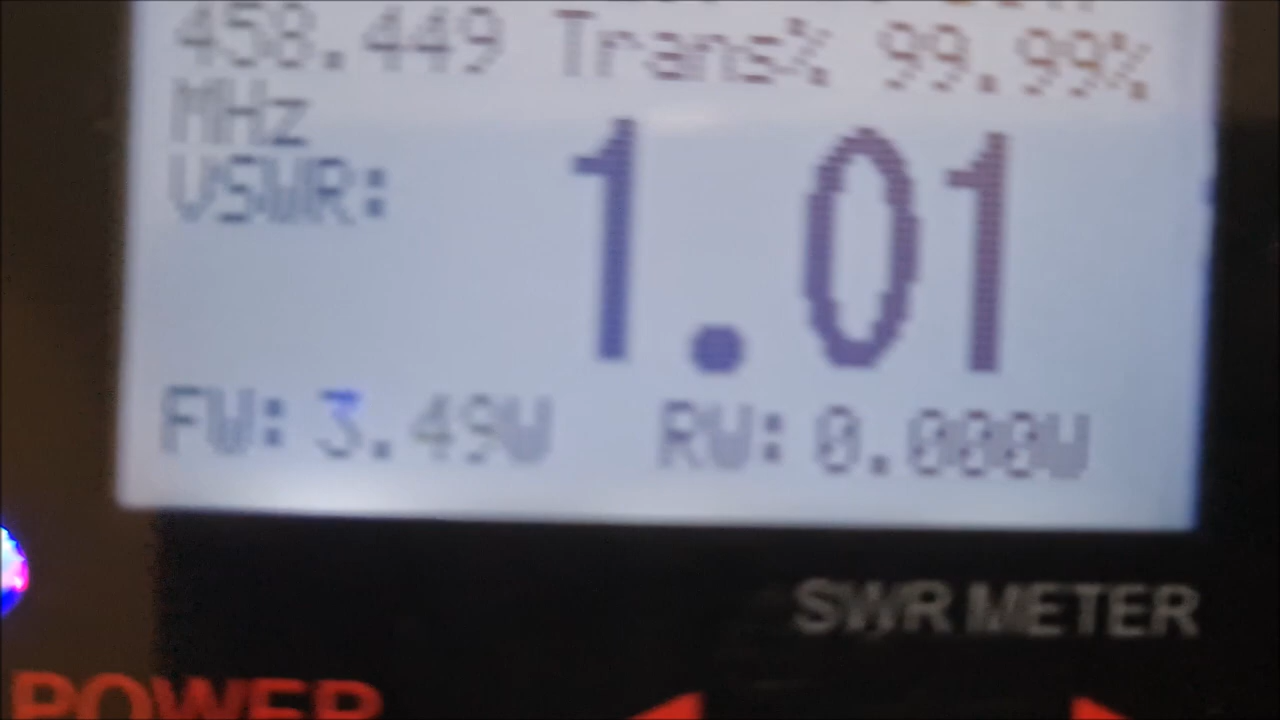 458.449 Trans% 99.99%
MHz
VSWR:
1.01
FW: 3.49W RW: 0.000W
SWR METER
POWER